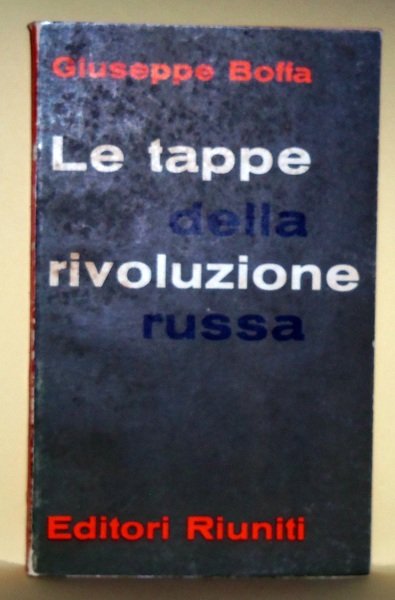 Giuseppe Boffa
Le tappe
della
rivoluzione
russa
Editori Riuniti